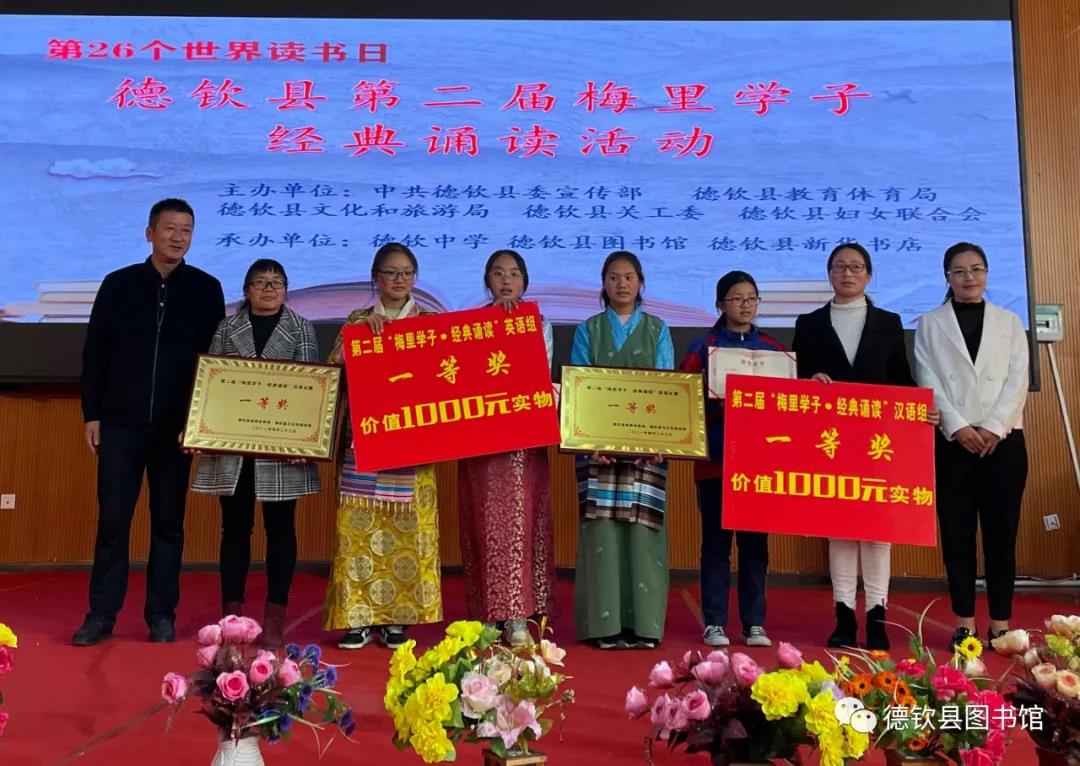 第26个世界读书日
德钦县第二届梅里学子
经典诵读活动
主办单位：中共德钦县委宣传部 德钦县教育体育局
德钦县文化和旅游局 德钦县关工委 德钦县妇女联合会
承办单位：德钦中学 德钦县图书馆 德钦县新华书店
第二届“梅里学子·经典诵读”英语组
一等奖
价值1000元实物
一等奖
一等奖
第二届“梅里学子·经典诵读”汉语组
一等奖
价值1000元实物
德钦县图书馆